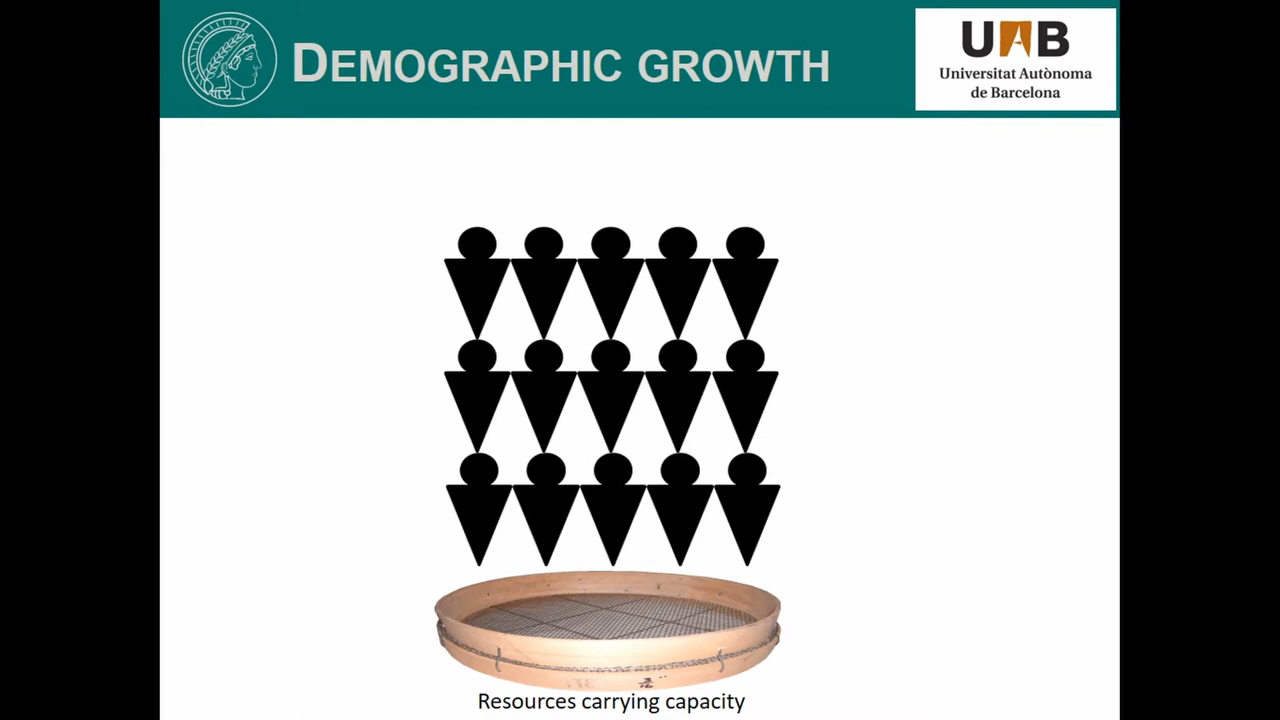 DEMOGRAPHIC GROWTH
UAB
Universitat Autònoma
de Barcelona
Resources carrying capacity